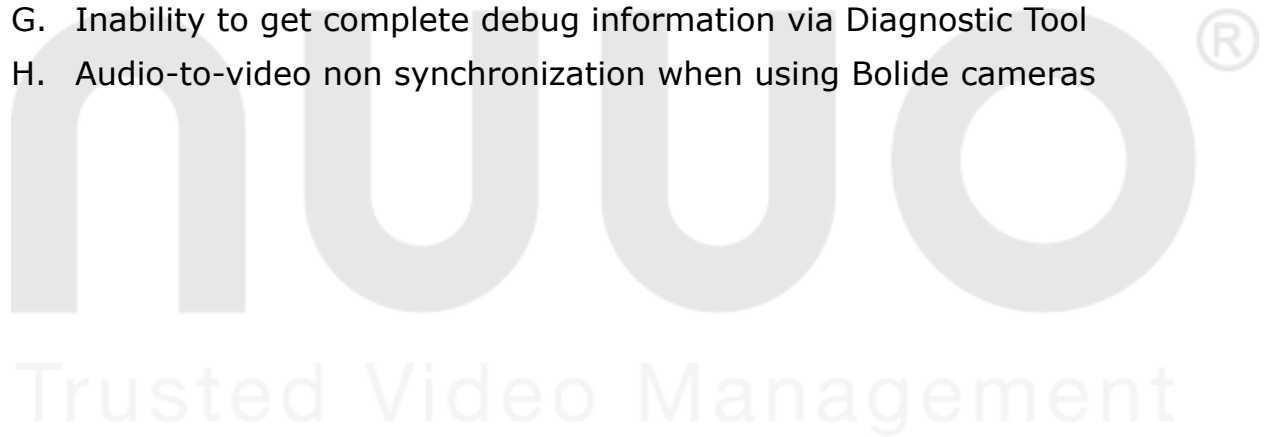 G. Inability to get complete debug information via Diagnostic Tool
H. Audio-to-video non synchronization when using Bolide cameras
nuuo®
Trusted Video Management